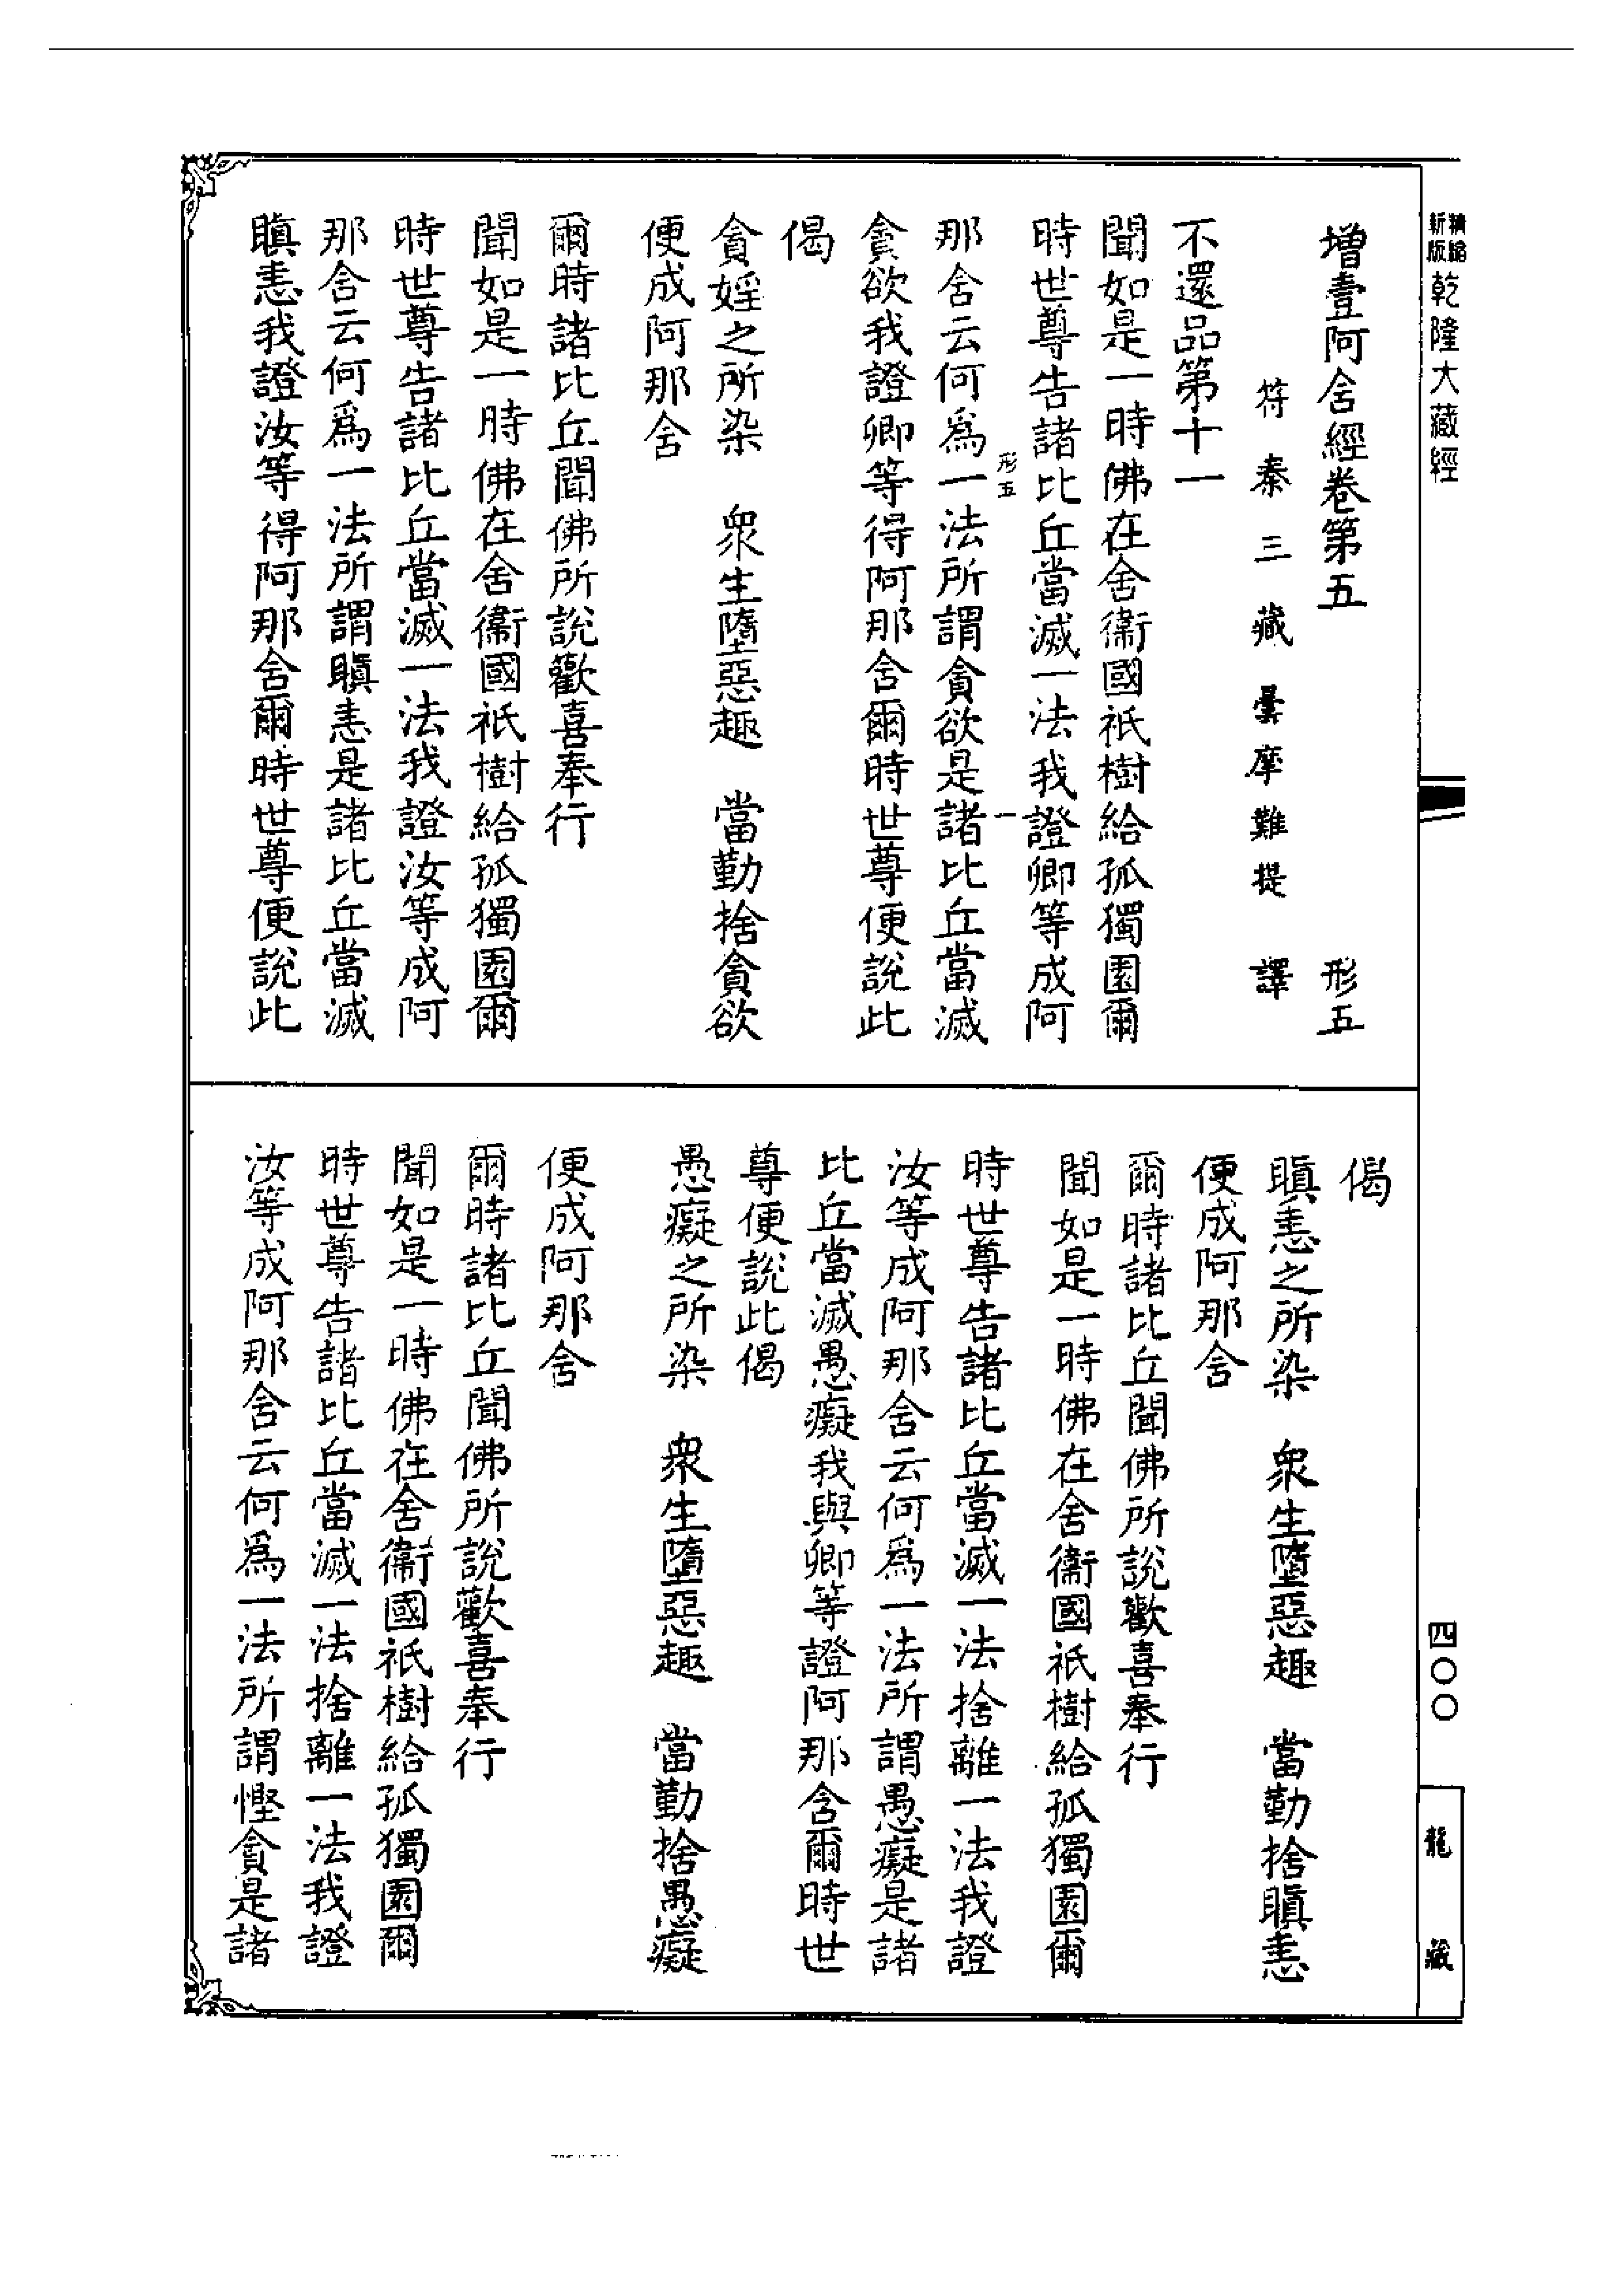 新版精縮乾隆大藏經
四〇〇
龍藏
增壹阿含經卷第五 形五
符秦三藏曇摩難提 譯
不還品第十一
聞如是一時佛在舍衞國祇樹給孤獨園爾
時世尊告諸比丘當滅一法我證卿等成阿
形五 一
那含云何爲一法所謂貪欲是諸比丘當滅
貪欲我證卿等得阿那含爾時世尊便說此
偈
貪婬之所染 衆生墮惡趣 當勤捨貪欲
便成阿那含
爾時諸比丘聞佛所說歡喜奉行
聞如是一時佛在舍衞國祇樹給孤獨園爾
時世尊告諸比丘當滅一法我證汝等成阿
那含云何爲一法所謂瞋恚是諸比丘當滅
瞋恚我證汝等得阿那含爾時世尊便說此
偈
瞋恚之所染 衆生墮惡趣 當勤捨瞋恚
便成阿那含
爾時諸比丘聞佛所說歡喜奉行
聞如是一時佛在舍衞國祇樹給孤獨園爾
時世尊告諸比丘當滅一法捨離一法我證
汝等成阿那含云何爲一法所謂愚癡是諸
比丘當滅愚癡我與卿等證阿那含爾時世
尊便說此偈
愚癡之所染 衆生墮惡趣 當勤捨愚癡
便成阿那含
爾時諸比丘聞佛所說歡喜奉行
聞如是一時佛在舍衞國祇樹給孤獨園爾
時世尊告諸比丘當滅一法捨離一法我證
汝等成阿那含云何爲一法所謂慳貪是諸